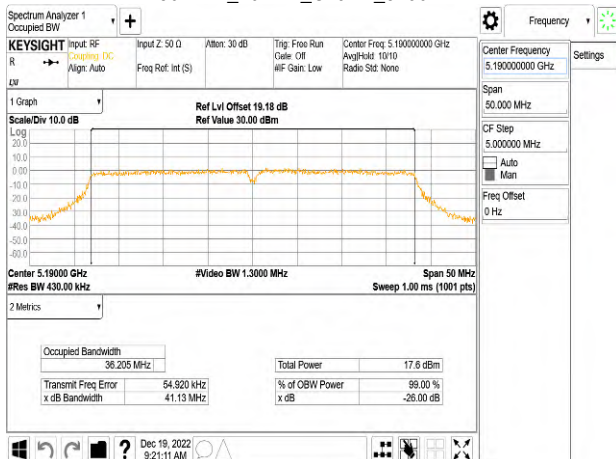 Spectrum Analyzer 1
Occupied BW
+
Frequency
KEYSIGHT
R
Input: RF
Coupling: DC
Align: Auto
Input Z: 50 Ω
Freq Ref: Int (S)
Atten: 30 dB
Trig: Free Run
Gate: Off
#IF Gain: Low
Center Freq: 5.190000000 GHz
Avg|Hold: 10/10
Radio Std: None
Center Frequency
5.190000000 GHz
Settings
Span
50.000 MHz
CF Step
5.000000 MHz
Auto
Man
Freq Offset
0 Hz
1 Graph
Scale/Div 10.0 dB
Ref Lvl Offset 19.18 dB
Ref Value 30.00 dBm
Log
20.0
10.0
0.00
-10.0
-20.0
-30.0
-40.0
-50.0
-60.0
Center 5.19000 GHz
#Res BW 430.00 kHz
#Video BW 1.3000 MHz
Span 50 MHz
Sweep 1.00 ms (1001 pts)
2 Metrics
Occupied Bandwidth
36.205 MHz
Total Power 17.6 dBm
Transmit Freq Error 54.920 kHz
% of OBW Power 99.00 %
x dB Bandwidth 41.13 MHz
x dB -26.00 dB
?
Dec 19, 2022
9:21:11 AM